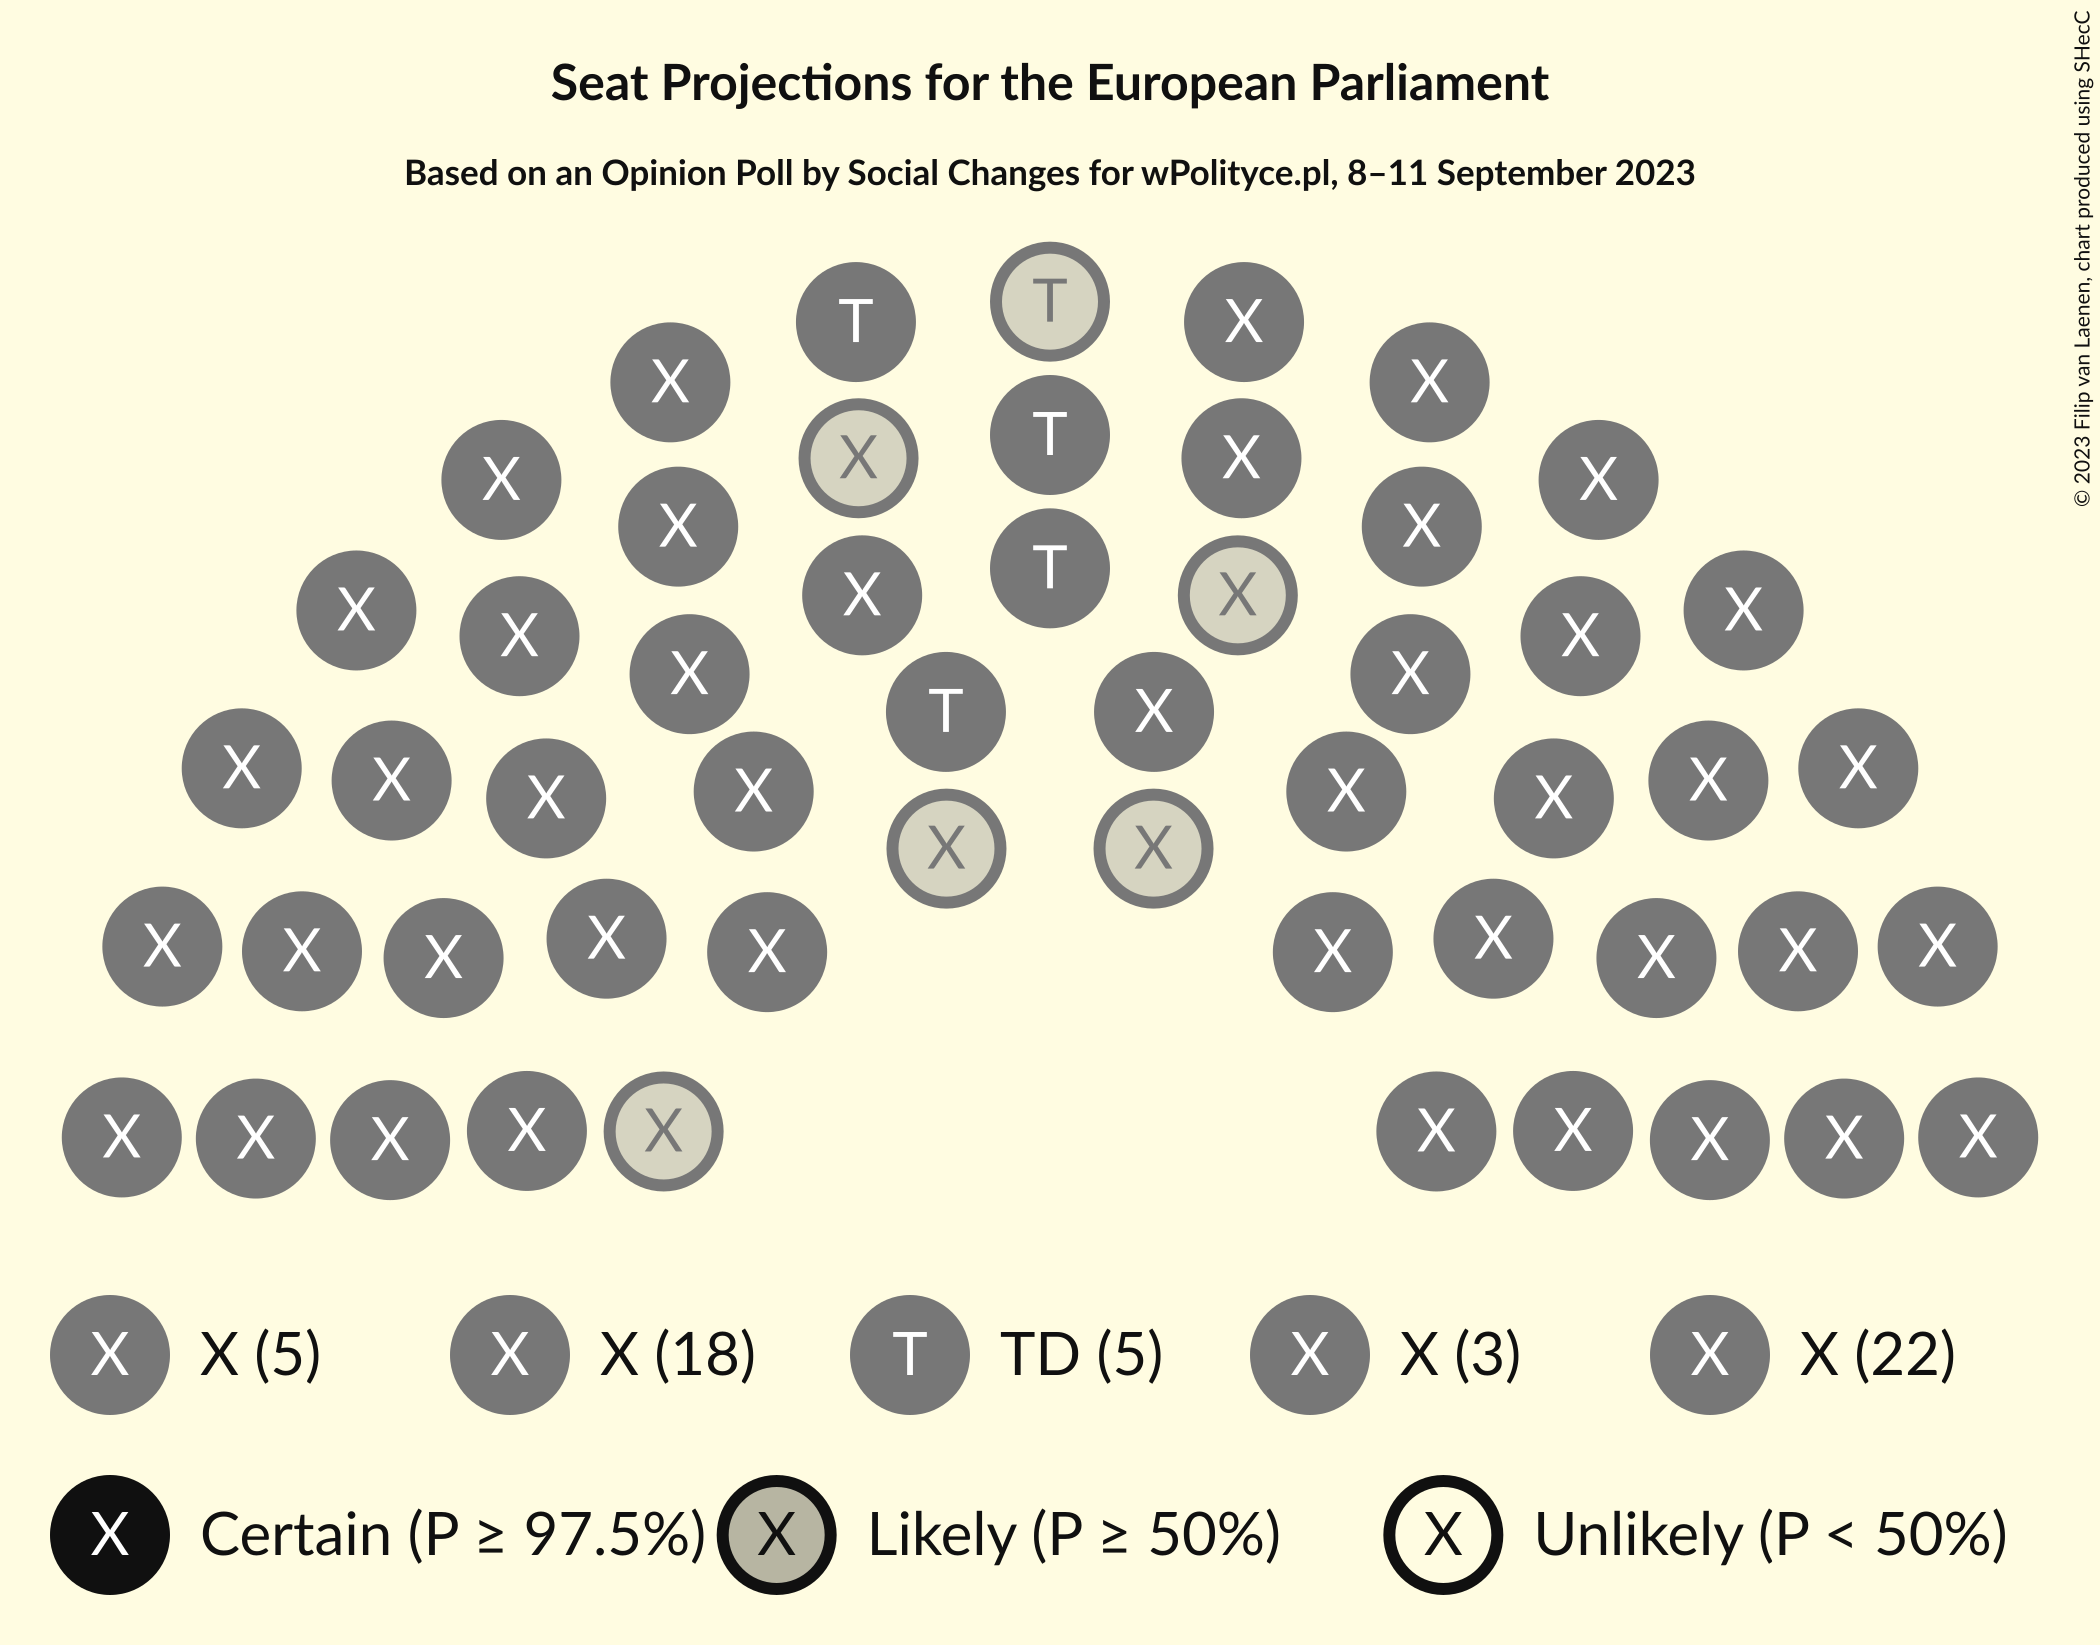 Seat Projections for the European Parliament
Based on an Opinion Poll by Social Changes for wPolityce.pl, 8–11 September 2023
© 2023 Filip van Laenen, chart produced using SHecC
T
T X
T
X X
X
T
X X
X X
X X
X
T
X X
X X
X X
X X
T X
X X
X X
X X
X X
X X
X X
X X
X X
X X X X
X X
X X
X X
X X X X X X X X X X
X X (5) X X (18) T TD (5) X X (3) X X (22)
X Certain (P ≥ 97.5%) X Likely (P ≥ 50%) X Unlikely (P < 50%)